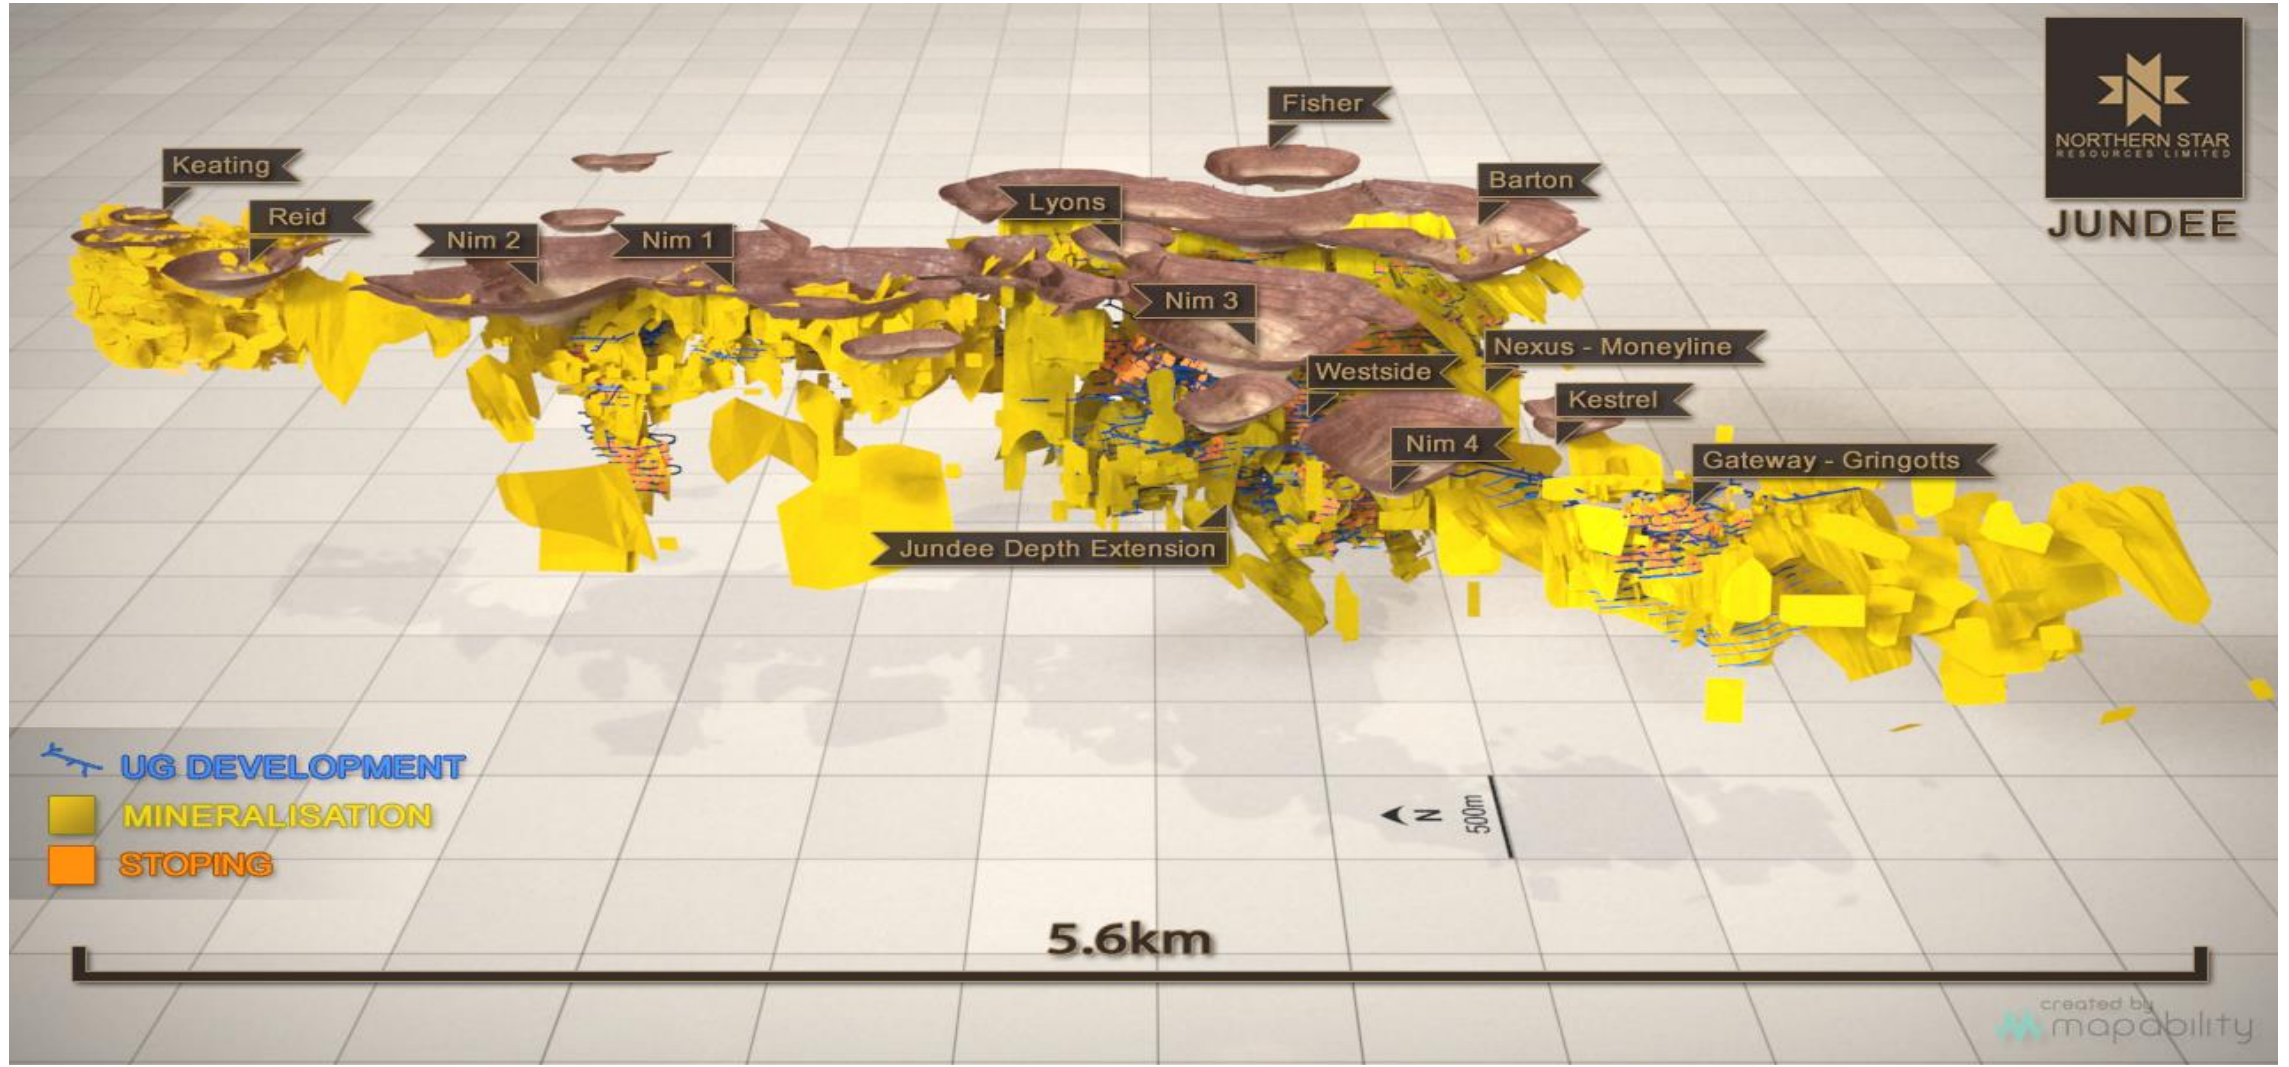 Fisher
NORTHERN STAR
RESOURCES LIMITED
JUNDEE
Keating
Reid
Barton
Lyons
Nim 2
Nim 1
Nim 3
Nexus - Moneyline
Westside
Kestrel
Nim 4
Gateway - Gringotts
Jundee Depth Extension
UG DEVELOPMENT
MINERALISATION
STOPING
N
500m
5.6km
created by
mapability